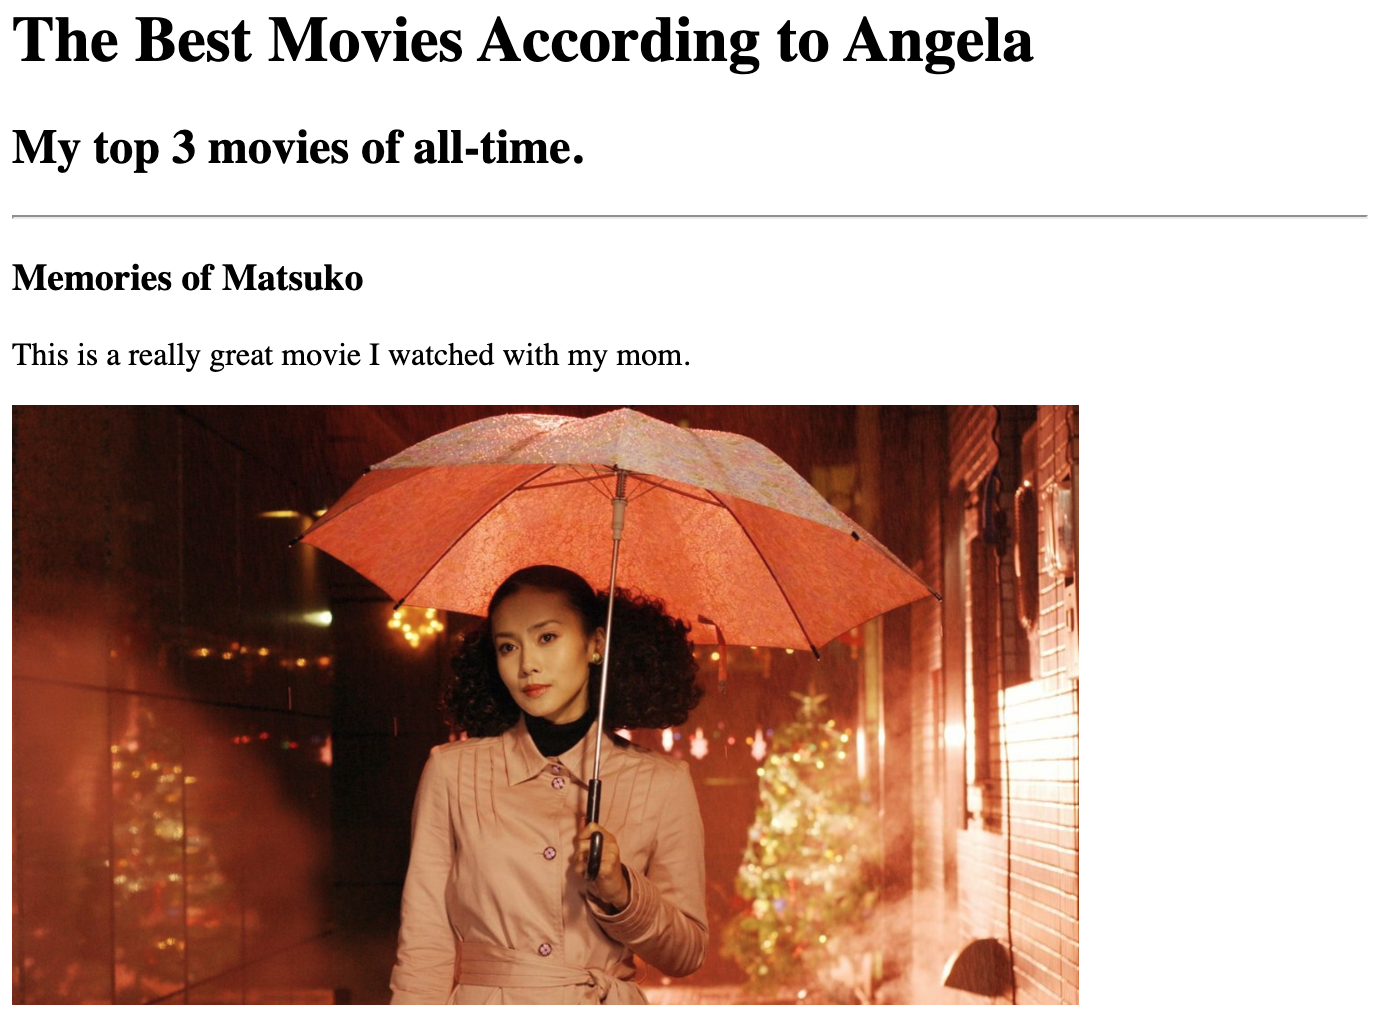 The Best Movies According to Angela
My top 3 movies of all-time.
Memories of Matsuko
This is a really great movie I watched with my mom.